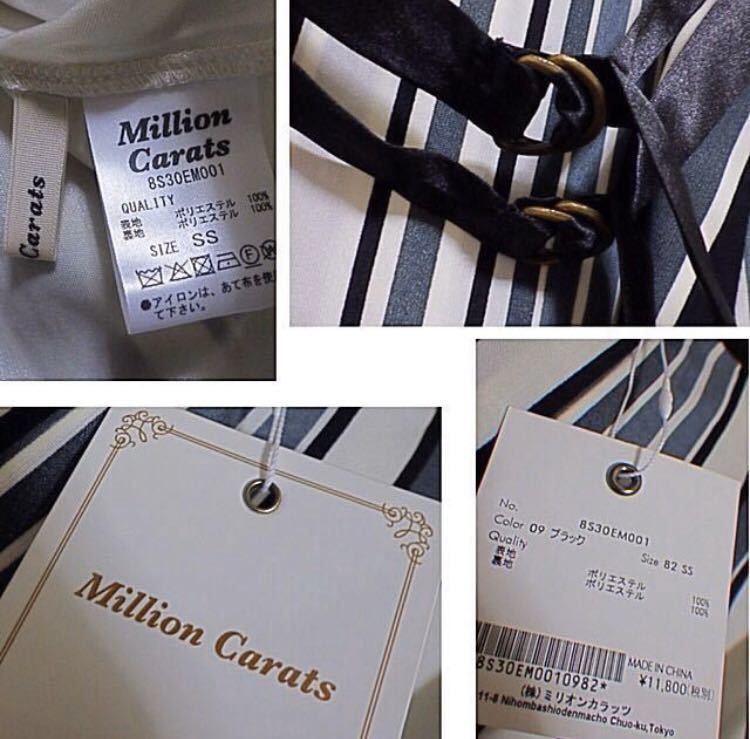 Million
Carats
8S30EM001
QUALITY
表地 ポリエステル 100%
裏地 ポリエステル 100%
SIZE SS
●アイロンは、あて布を使
て下さい。
Carats
Million Carats
No. 8S30EM001
Color 09 ブラック Size 82 SS
Quality
表地 ポリエステル 100%
裏地 ポリエステル 100%
8S30EM0010982*
MADE IN CHINA
¥11,800(税別)
(株)ミリオンカラッツ
11-8 Nihombashiodenmacho Chuo-ku,Tokyo